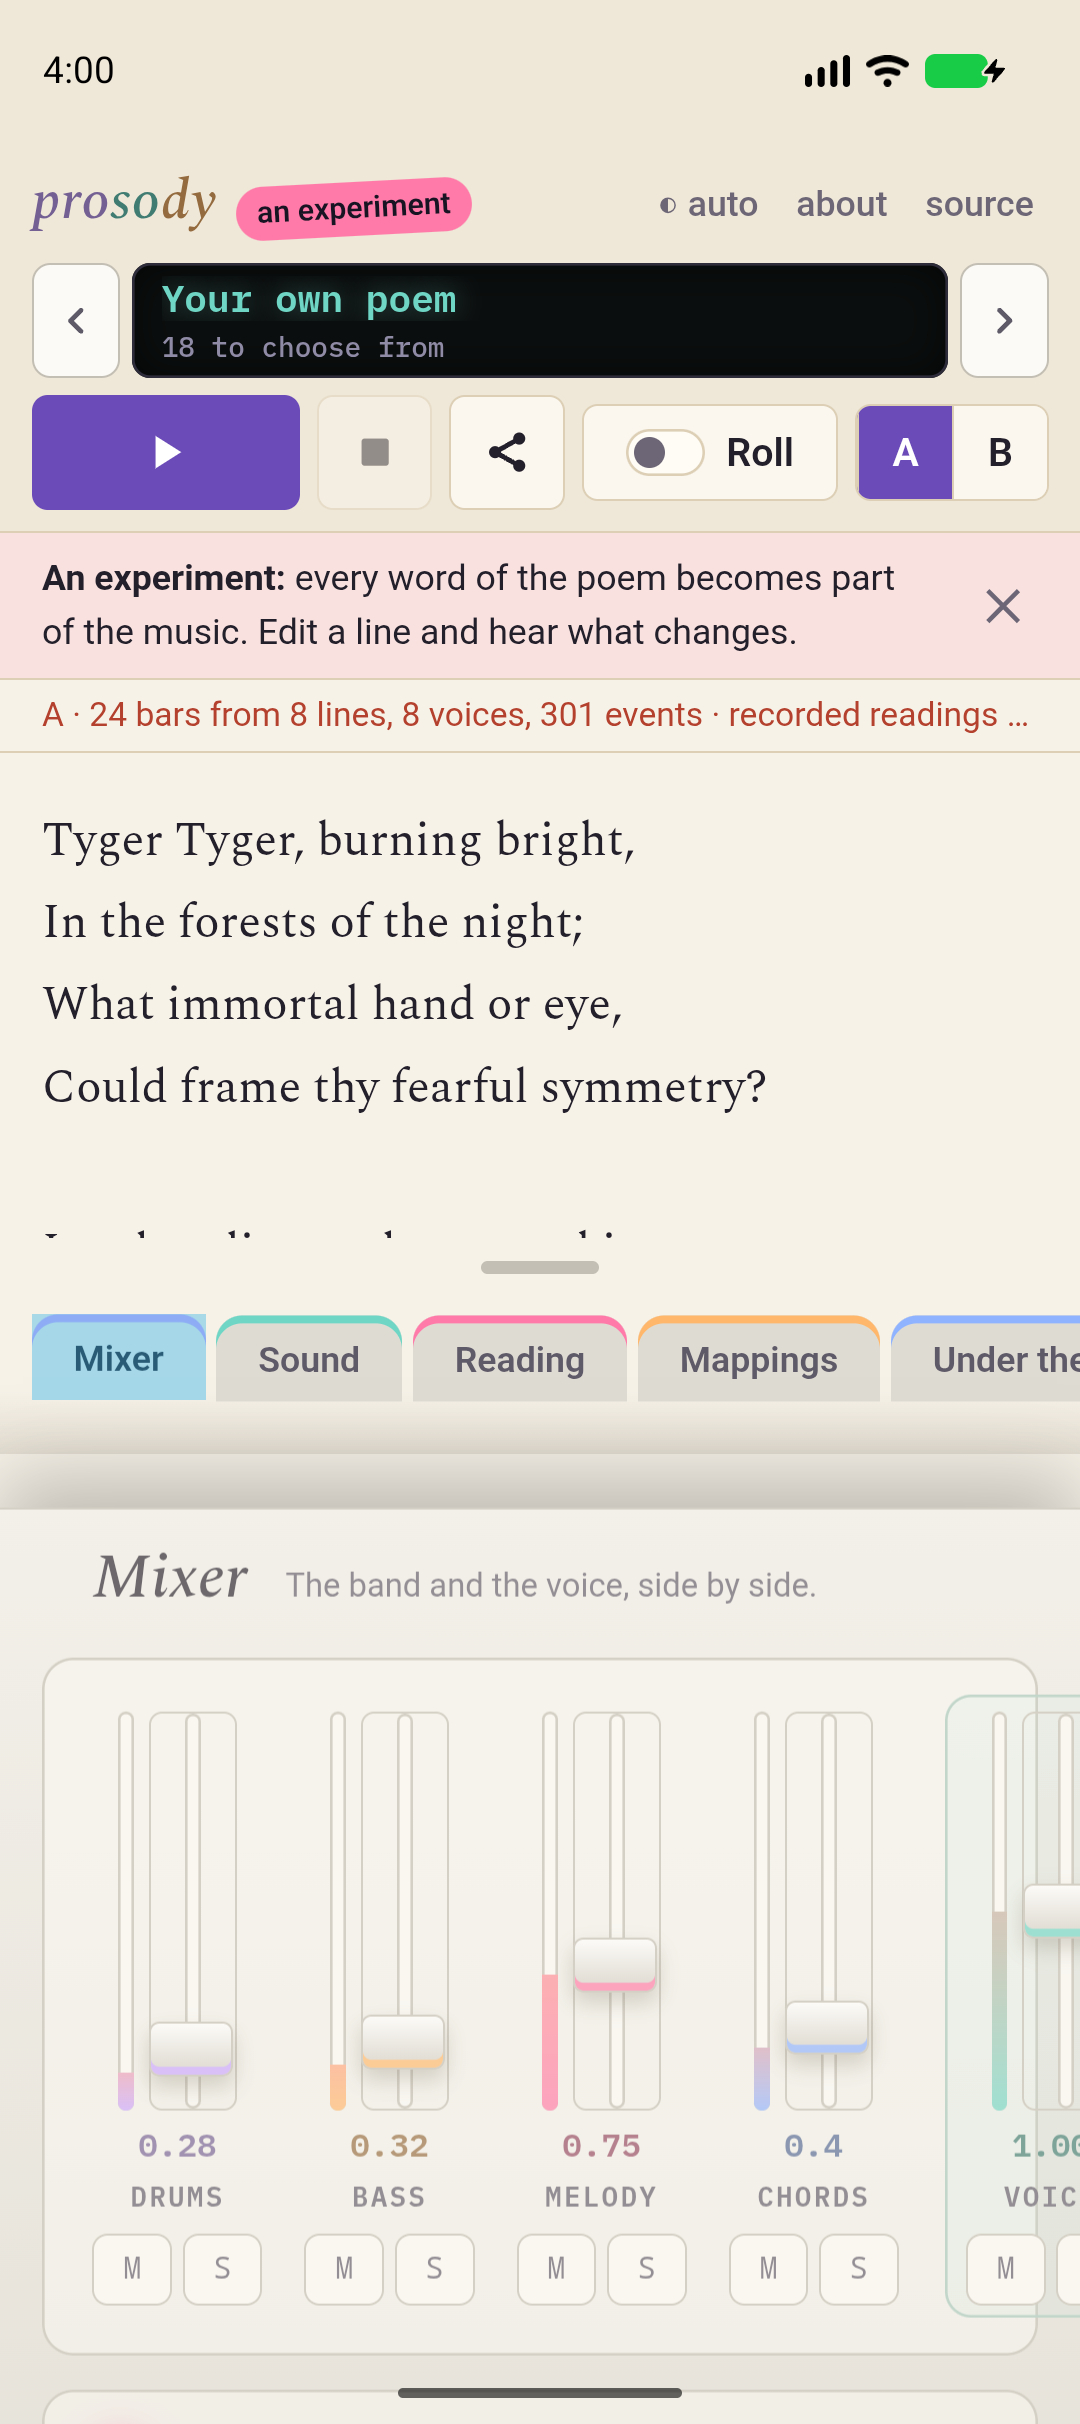 4:00
prosody an experiment auto about source
Your own poem
18 to choose from
Roll A B
An experiment: every word of the poem becomes part
of the music. Edit a line and hear what changes.
A · 24 bars from 8 lines, 8 voices, 301 events · recorded readings ...
Tyger Tyger, burning bright,
In the forests of the night;
What immortal hand or eye,
Could frame thy fearful symmetry?
Mixer Sound Reading Mappings Under the
Mixer The band and the voice, side by side.
0.28 0.32 0.75 0.4 1.00
DRUMS BASS MELODY CHORDS VOIC
M S M S M S M S M